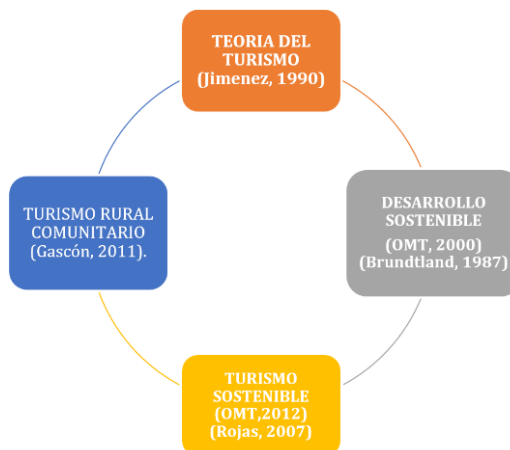 TEORIA DEL
TURISMO
(Jimenez, 1990)
DESARROLLO
SOSTENIBLE
(OMT, 2000)
(Brundtland, 1987)
TURISMO
SOSTENIBLE
(OMT,2012)
(Rojas, 2007)
TURISMO RURAL
COMUNITARIO
(Gascón, 2011).